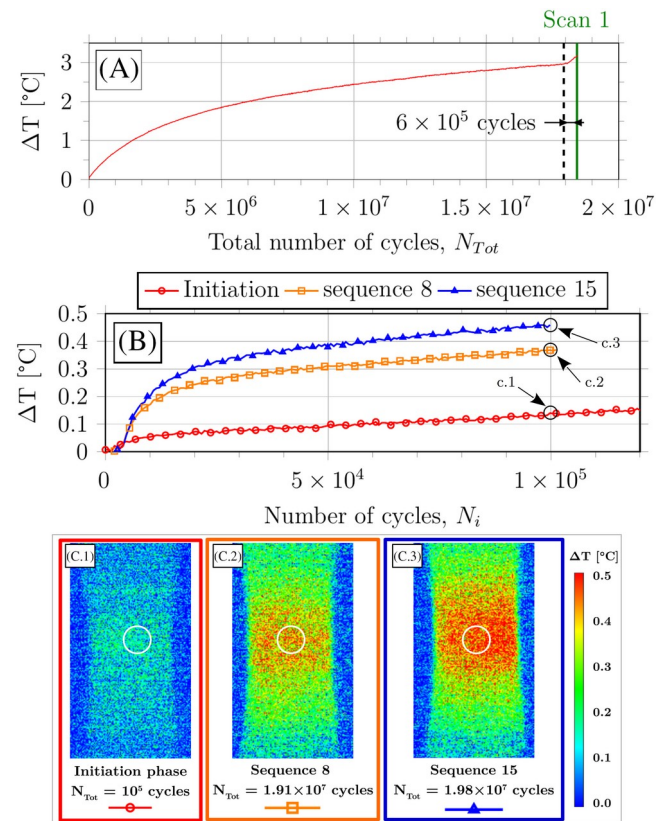 Scan 1
(A)
ΔT [°C]
3
2
1
0
6 × 10⁵ cycles
0
5 × 10⁶
1 × 10⁷
1.5 × 10⁷
2 × 10⁷
Total number of cycles, N_Tot
Initiation sequence 8 sequence 15
(B)
ΔT [°C]
0.5
0.4
0.3
0.2
0.1
0
c.3
c.1
c.2
5 × 10⁴
1 × 10⁵
Number of cycles, N_i
(C.1)
Initiation phase
N_Tot = 10⁵ cycles
(C.2)
Sequence 8
N_Tot = 1.91×10⁷ cycles
(C.3)
Sequence 15
N_Tot = 1.98×10⁷ cycles
ΔT [°C]
0.5
0.4
0.3
0.2
0.1
0.0